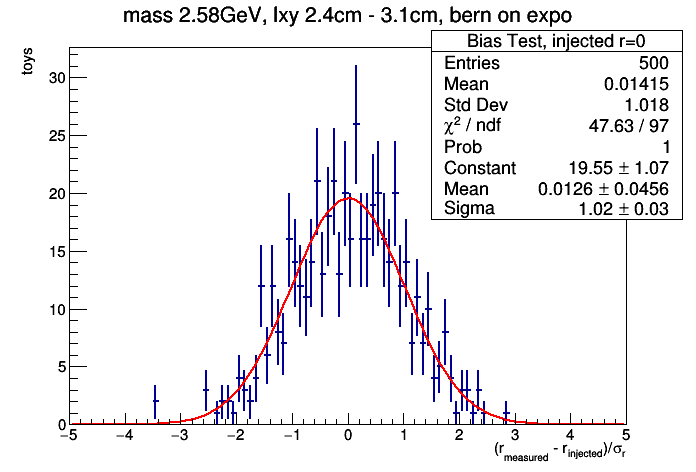 mass 2.58GeV, lxy 2.4cm - 3.1cm, bern on expo
Bias Test, injected r=0
Entries 500
Mean 0.01415
Std Dev 1.018
χ² / ndf 47.63 / 97
Prob 1
Constant 19.55 ± 1.07
Mean 0.0126 ± 0.0456
Sigma 1.02 ± 0.03
toys
30
25
20
15
10
5
0
−5 −4 −3 −2 −1 0 1 2 3 4 5
(r_measured - r_injected)/σ_r